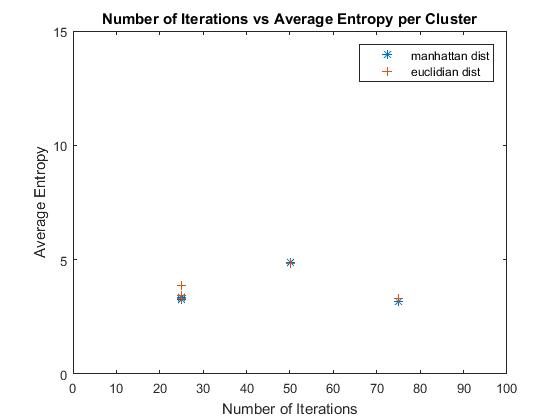 Number of Iterations vs Average Entropy per Cluster
15
manhattan dist
euclidian dist
10
Average Entropy
5
0
0 10 20 30 40 50 60 70 80 90 100
Number of Iterations